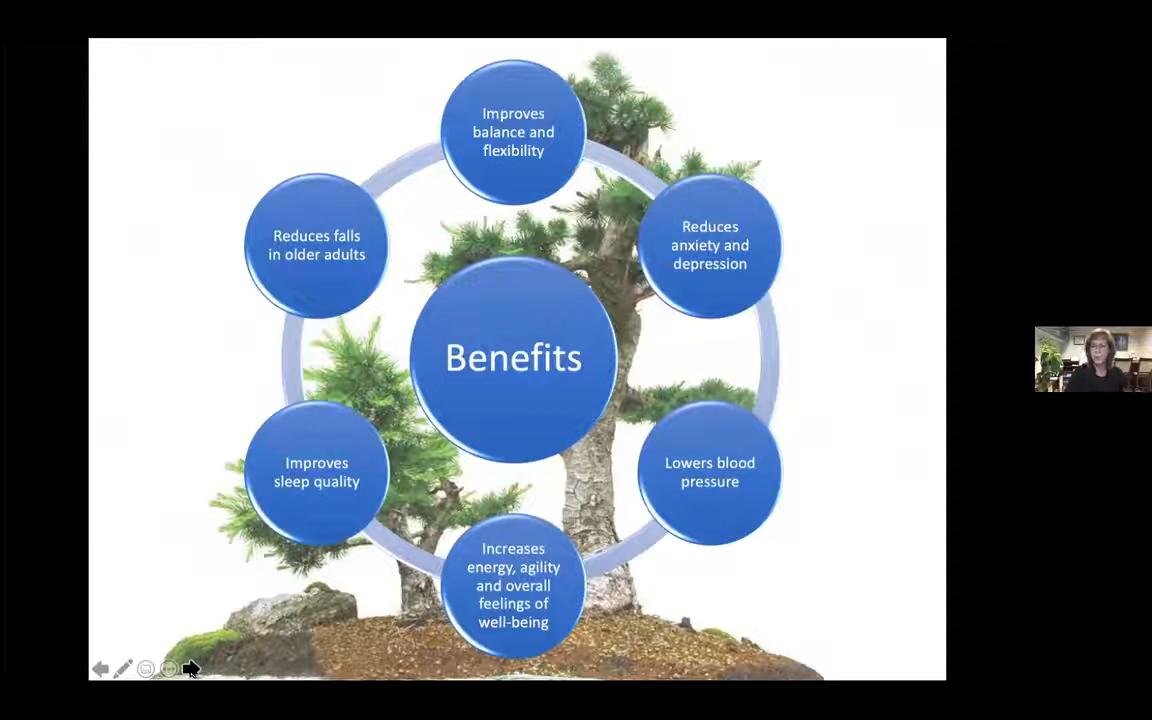 Improves
balance and
flexibility
Reduces
anxiety and
depression
Lowers blood
pressure
Increases
energy, agility
and overall
feelings of
well-being
Improves
sleep quality
Reduces falls
in older adults
Benefits